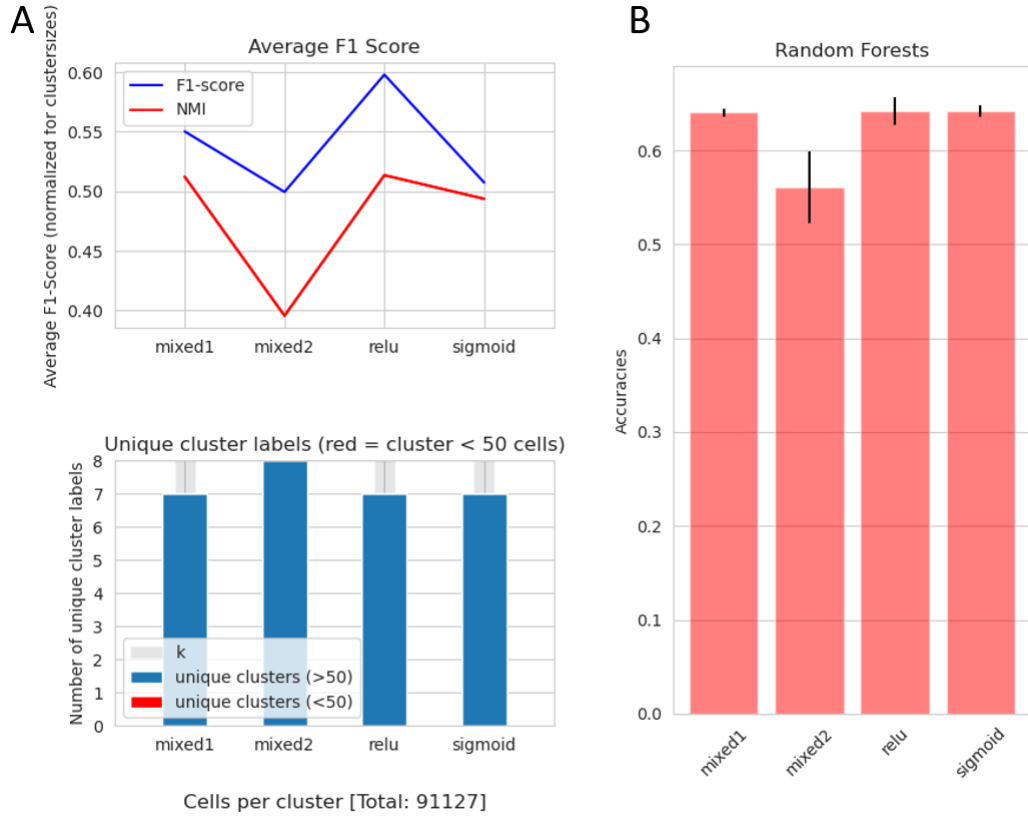 A
Average F1 Score
Average F1-Score (normalized for clustersizes)
0.60
0.55
0.50
0.45
0.40
F1-score
NMI
mixed1 mixed2 relu sigmoid
Unique cluster labels (red = cluster < 50 cells)
Number of unique cluster labels
8
7
6
5
4
3
2
1
0
k
unique clusters (>50)
unique clusters (<50)
mixed1 mixed2 relu sigmoid
Cells per cluster [Total: 91127]
B
Random Forests
Accuracies
0.6
0.5
0.4
0.3
0.2
0.1
0.0
mixed1 mixed2 relu sigmoid